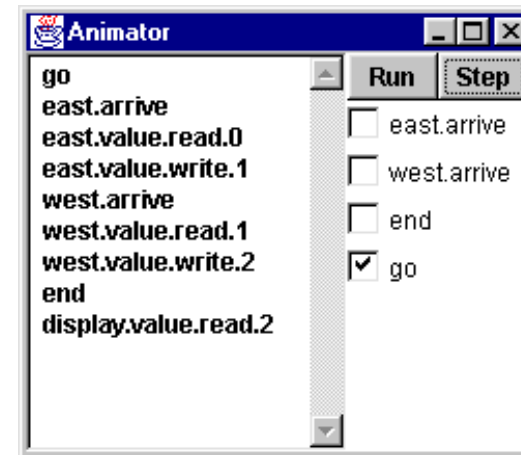 Animator
go
east.arrive
east.value.read.0
east.value.write.1
west.arrive
west.value.read.1
west.value.write.2
end
display.value.read.2
Run Step
east.arrive
west.arrive
end
go